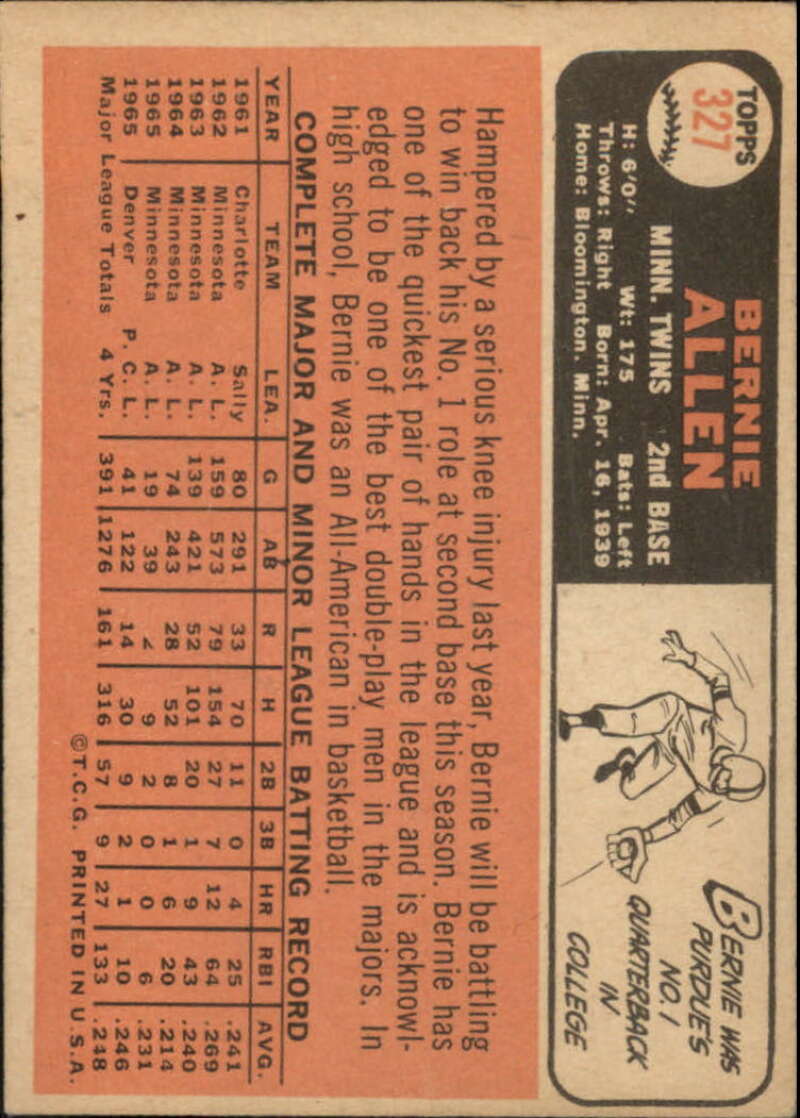 TOPPS
327
BERNIE
ALLEN
MINN. TWINS 2nd BASE
H: 6'0" Wt: 175 Bats: Left
Throws: Right Born: Apr. 16, 1939
Home: Bloomington, Minn.
BERNIE WAS
PURDUE'S
NO. 1
QUARTERBACK
IN
COLLEGE
Hampered by a serious knee injury last year, Bernie will be battling
to win back his No. 1 role at second base this season. Bernie has
one of the quickest pair of hands in the league and is acknowl-
edged to be one of the best double-play men in the majors. In
high school, Bernie was an All-American in basketball.
COMPLETE MAJOR AND MINOR LEAGUE BATTING RECORD
YEAR TEAM LEA. G AB R H 2B 3B HR RBI AVG.
1961 Charlotte Sally 80 291 33 70 11 0 4 25 .241
1962 Minnesota A. L. 159 573 79 154 27 7 12 64 .269
1963 Minnesota A. L. 139 421 52 101 20 1 9 43 .240
1964 Minnesota A. L. 74 243 28 52 8 1 6 20 .214
1965 Minnesota A. L. 19 39 2 9 2 0 0 6 .231
1965 Denver P. C. L. 41 122 14 30 9 2 1 10 .246
Major League Totals 4 Yrs. 391 1276 161 316 57 9 27 133 .248
©T.C.G. PRINTED IN U.S.A.